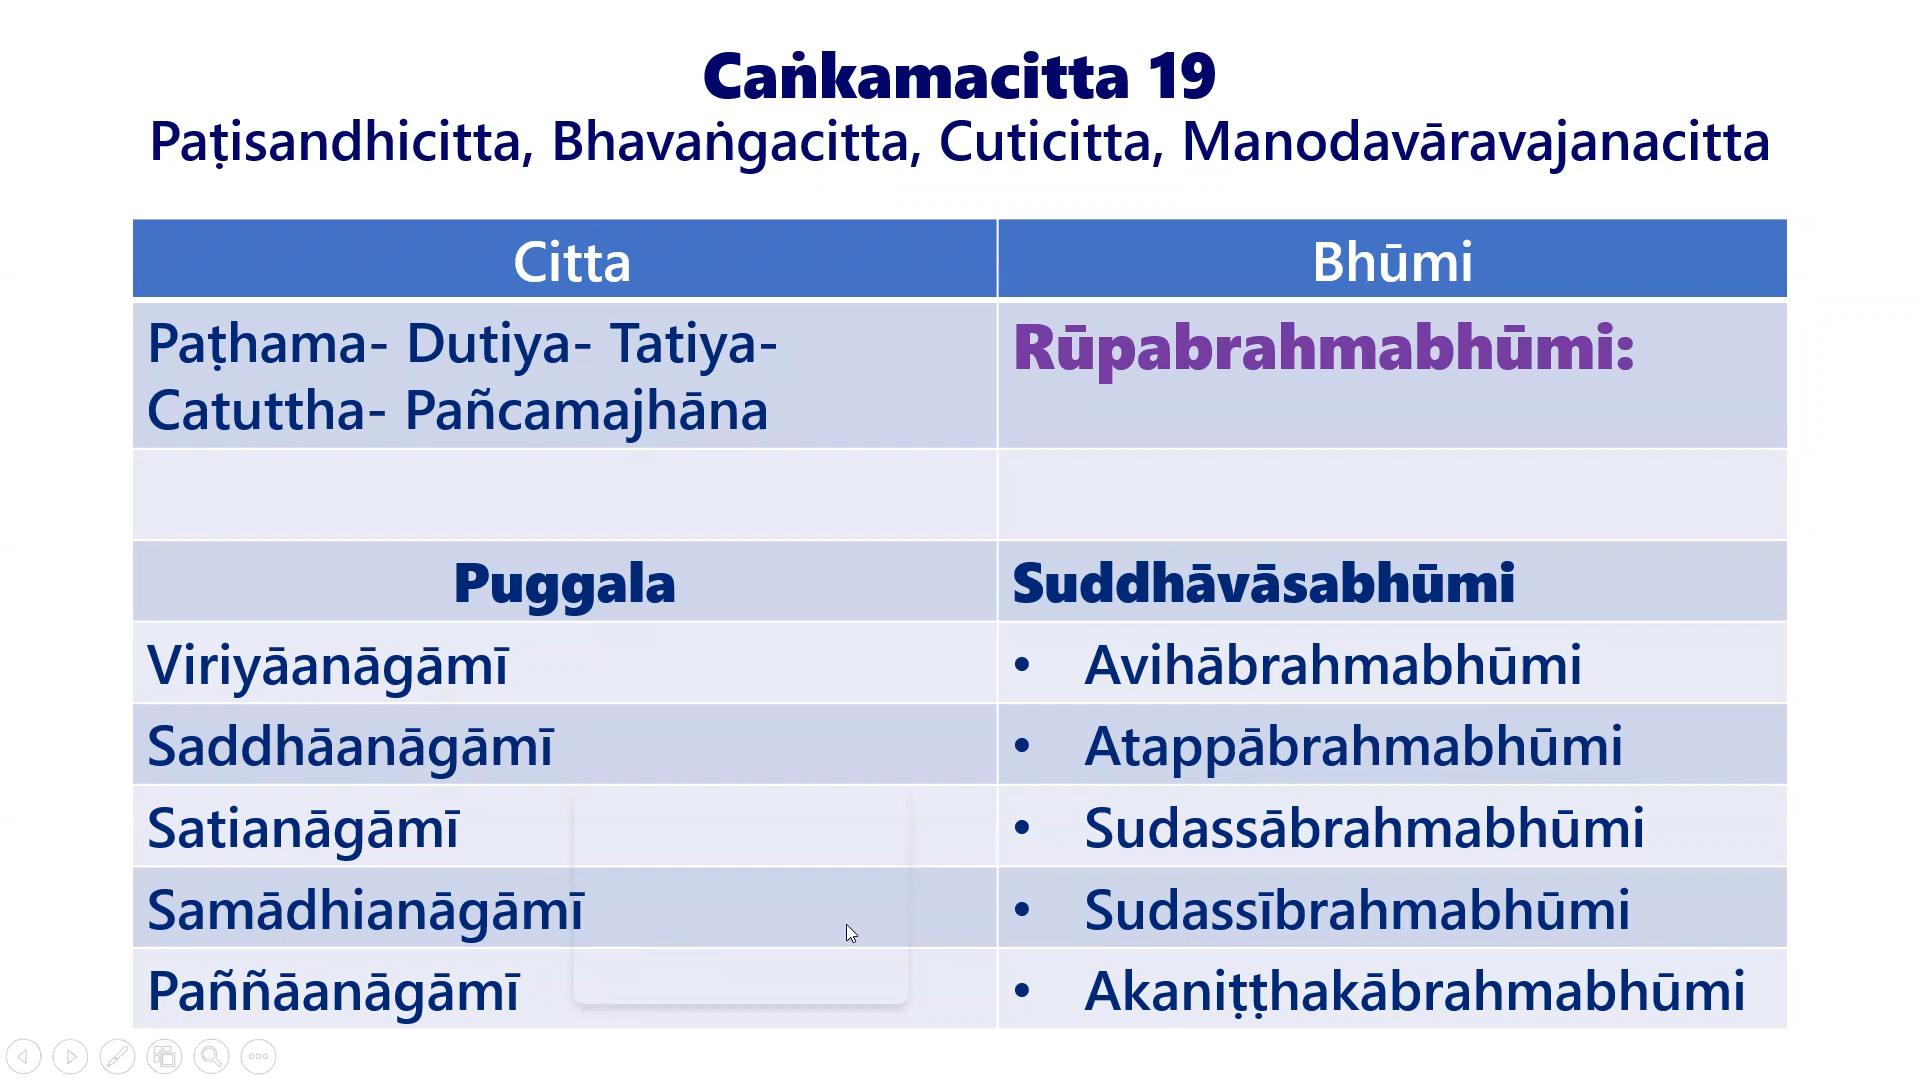 Caṅkamacitta 19
Paṭisandhicitta, Bhavaṅgacitta, Cuticitta, Manodavāravajanacitta
Citta
Bhūmi
Paṭhama- Dutiya- Tatiya-
Catuttha- Pañcamajhāna
Rūpabrahmabhūmi:
Puggala
Suddhāvāsabhūmi
Viriyāanāgāmī
• Avihābrahmabhūmi
Saddhāanāgāmī
• Atappābrahmabhūmi
Satianāgāmī
• Sudassābrahmabhūmi
Samādhianāgāmī
• Sudassībrahmabhūmi
Paññāanāgāmī
• Akaniṭṭhakābrahmabhūmi